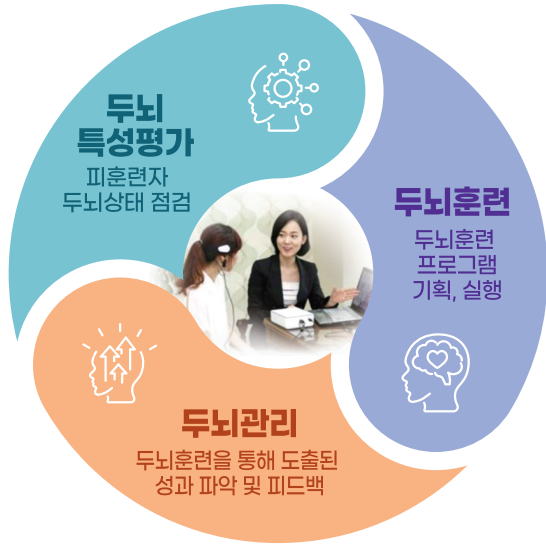 두뇌
특성평가
피훈련자
두뇌상태 점검
두뇌훈련
두뇌훈련
프로그램
기획, 실행
두뇌관리
두뇌훈련을 통해 도출된
성과 파악 및 피드백